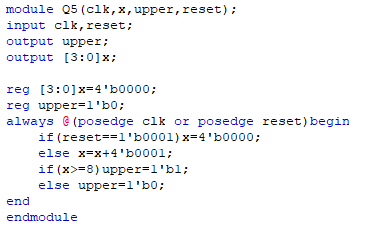 module Q5(clk,x,upper,reset);
input clk,reset;
output upper;
output [3:0]x;

reg [3:0]x=4'b0000;
reg upper=1'b0;
always @(posedge clk or posedge reset)begin
    if(reset==1'b0001)x=4'b0000;
    else x=x+4'b0001;
    if(x>=8)upper=1'b1;
    else upper=1'b0;
end
endmodule